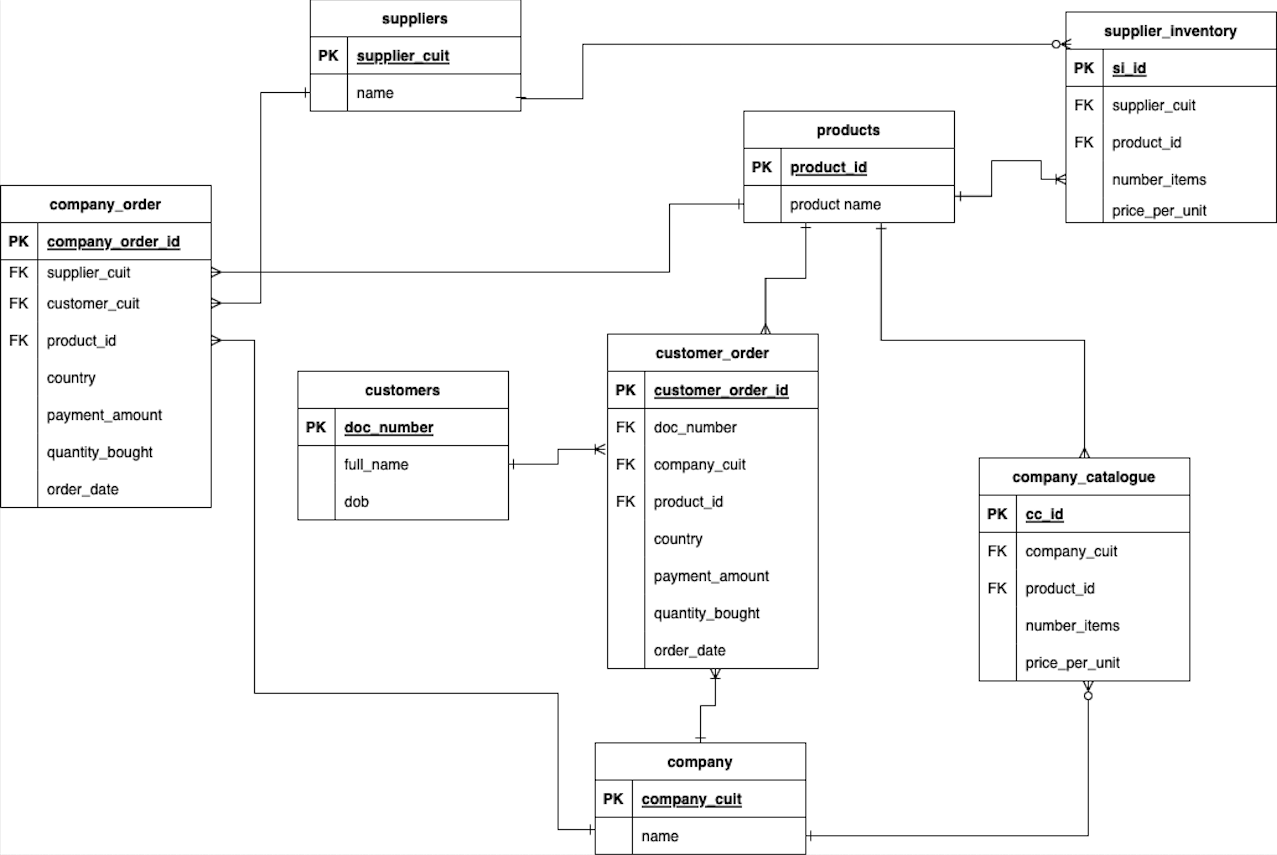 suppliers
PK supplier_cuit
name
supplier_inventory
PK si_id
FK supplier_cuit
FK product_id
number_items
price_per_unit
products
PK product_id
product name
company_order
PK company_order_id
FK supplier_cuit
FK customer_cuit
FK product_id
country
payment_amount
quantity_bought
order_date
customers
PK doc_number
full_name
dob
customer_order
PK customer_order_id
FK doc_number
FK company_cuit
FK product_id
country
payment_amount
quantity_bought
order_date
company_catalogue
PK cc_id
FK company_cuit
FK product_id
number_items
price_per_unit
company
PK company_cuit
name